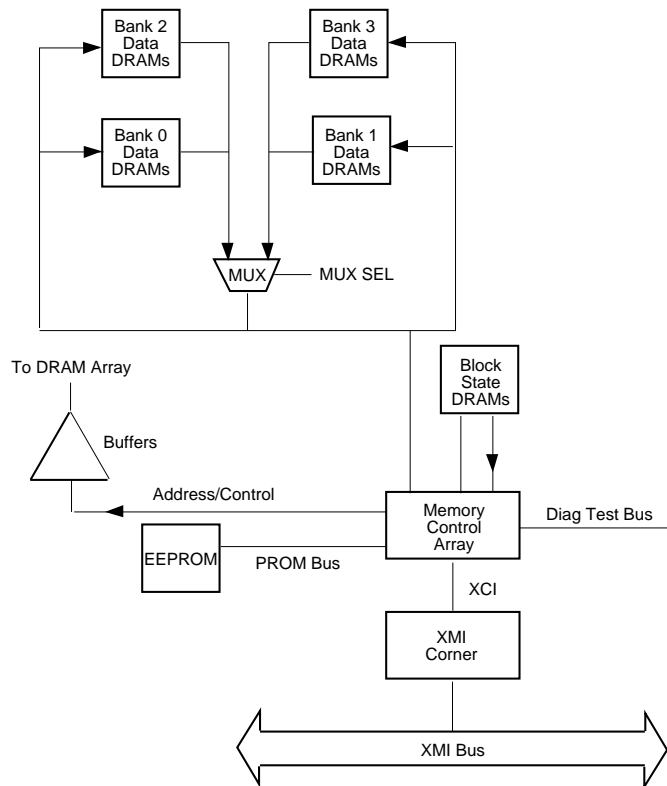 Bank 2
Data
DRAMs
Bank 3
Data
DRAMs
Bank 0
Data
DRAMs
Bank 1
Data
DRAMs
MUX
MUX SEL
To DRAM Array
Block
State
DRAMs
Buffers
Address/Control
Memory
Control
Array
Diag Test Bus
EEPROM
PROM Bus
XCI
XMI
Corner
XMI Bus